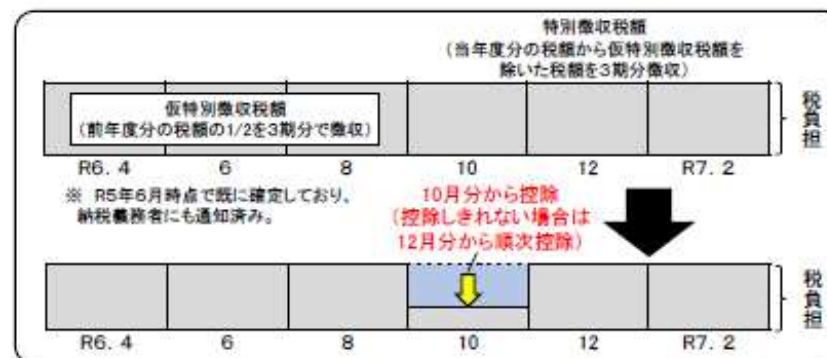 特別徴収税額
(当年度分の税額から仮特別徴収税額を
除いた税額を3期分徴収)
仮特別徴収税額
(前年度分の税額の1/2を3期分で徴収)
税負担
R6.4 6 8 10 12 R7.2
※ R5年6月時点で既に確定しており、
納税義務者にも通知済み。
10月分から控除
(控除しきれない場合は
12月分から順次控除)
税負担
R6.4 6 8 10 12 R7.2